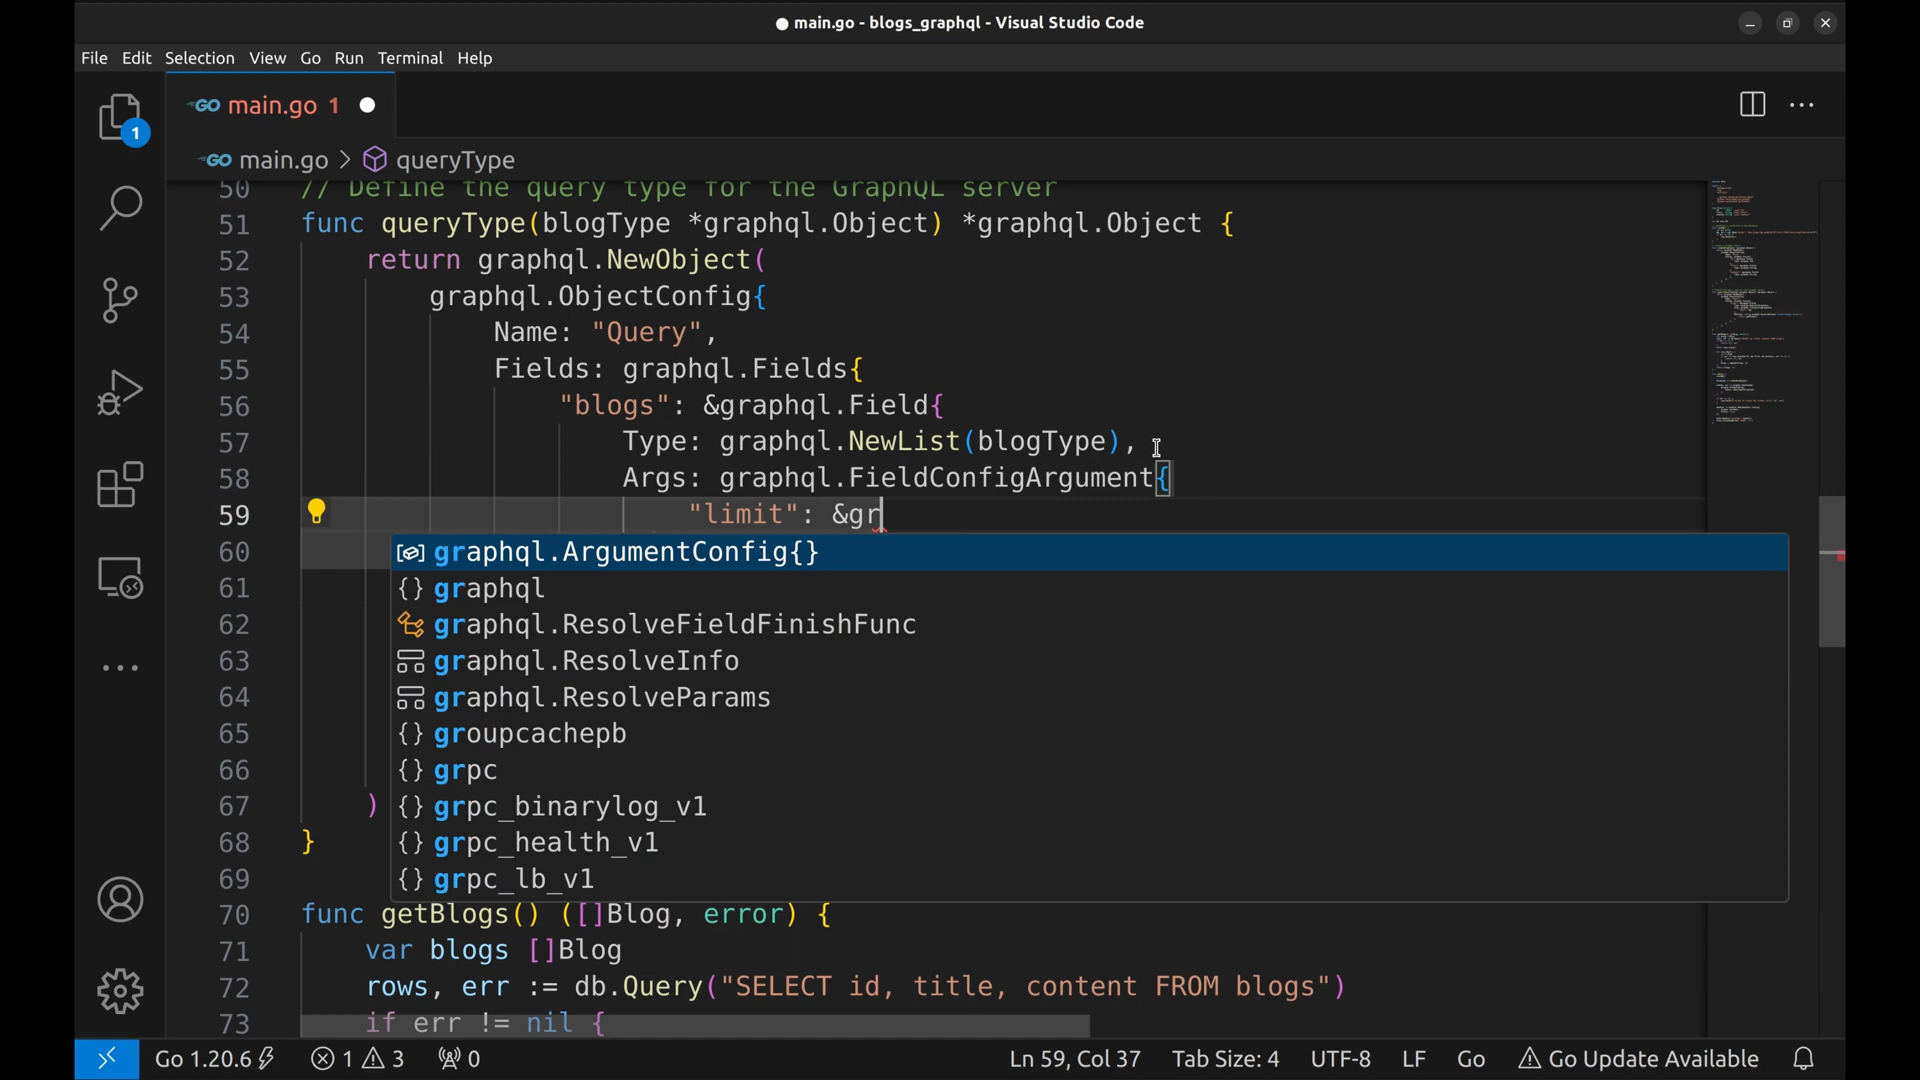 main.go - blogs_graphql - Visual Studio Code
File Edit Selection View Go Run Terminal Help
GO main.go 1
GO main.go > queryType
1
50 // Define the query type for the GraphQL server
51 func queryType(blogType *graphql.Object) *graphql.Object {
52 return graphql.NewObject(
53 graphql.ObjectConfig{
54 Name: "Query",
55 Fields: graphql.Fields{
56 "blogs": &graphql.Field{
57 Type: graphql.NewList(blogType),
58 Args: graphql.FieldConfigArgument{
59 "limit": &gr
60 graphql.ArgumentConfig{}
61 {} graphql
62 graphql.ResolveFieldFinishFunc
63 graphql.ResolveInfo
64 graphql.ResolveParams
65 {} groupcachepb
66 {} grpc
67 ) {} grpc_binarylog_v1
68 } {} grpc_health_v1
69 {} grpc_lb_v1
70 func getBlogs() ([]Blog, error) {
71 var blogs []Blog
72 rows, err := db.Query("SELECT id, title, content FROM blogs")
73 if err != nil {
Go 1.20.6 1 3 0 Ln 59, Col 37 Tab Size: 4 UTF-8 LF Go Go Update Available